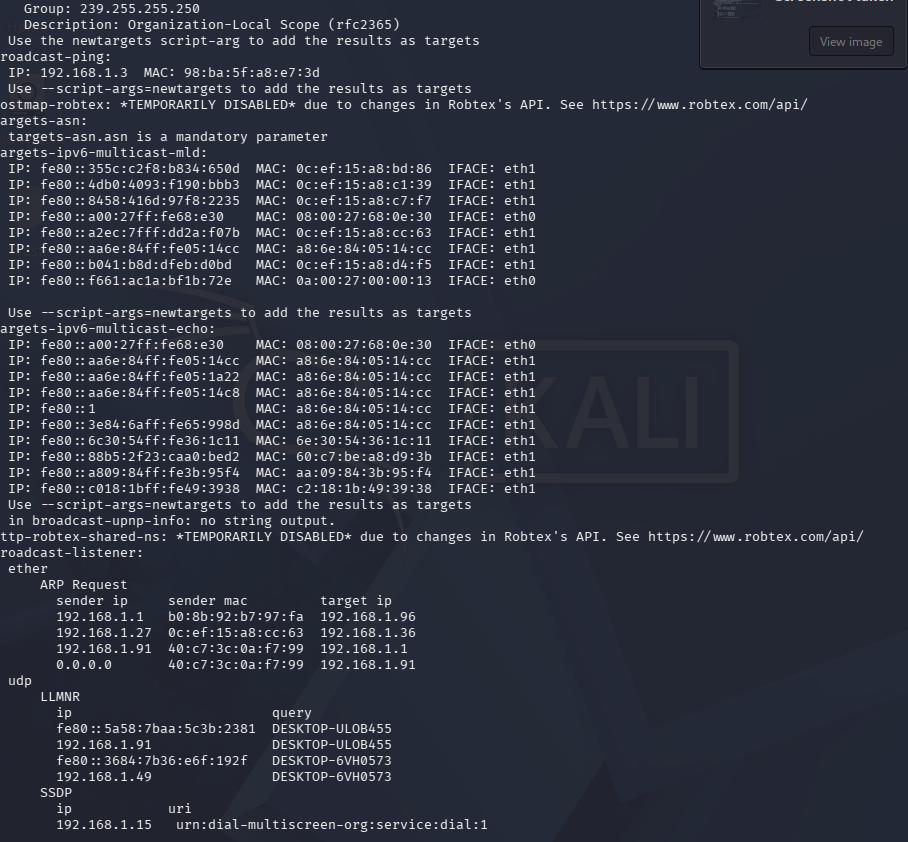 Group: 239.255.255.250
Description: Organization-Local Scope (rfc2365)
Use the newtargets script-arg to add the results as targets
View image
roadcast-ping:
IP: 192.168.1.3  MAC: 98:ba:5f:a8:e7:3d
Use --script-args=newtargets to add the results as targets
ostmap-robtex: *TEMPORARILY DISABLED* due to changes in Robtex's API. See https://www.robtex.com/api/
argets-asn:
targets-asn.asn is a mandatory parameter
argets-ipv6-multicast-mld:
IP: fe80::355c:c2f8:b834:650d  MAC: 0c:ef:15:a8:bd:86  IFACE: eth1
IP: fe80::4db0:4093:f190:bbb3  MAC: 0c:ef:15:a8:c1:39  IFACE: eth1
IP: fe80::8458:416d:97f8:2235  MAC: 0c:ef:15:a8:c7:f7  IFACE: eth1
IP: fe80::a00:27ff:fe68:e30    MAC: 08:00:27:68:0e:30  IFACE: eth0
IP: fe80::a2ec:7fff:dd2a:f07b  MAC: 0c:ef:15:a8:cc:63  IFACE: eth1
IP: fe80::aa6e:84ff:fe05:14cc  MAC: a8:6e:84:05:14:cc  IFACE: eth1
IP: fe80::b041:b8d:dfeb:d0bd   MAC: 0c:ef:15:a8:d4:f5  IFACE: eth1
IP: fe80::f661:ac1a:bf1b:72e   MAC: 0a:00:27:00:00:13  IFACE: eth0
Use --script-args=newtargets to add the results as targets
argets-ipv6-multicast-echo:
IP: fe80::a00:27ff:fe68:e30    MAC: 08:00:27:68:0e:30  IFACE: eth0
IP: fe80::aa6e:84ff:fe05:14cc  MAC: a8:6e:84:05:14:cc  IFACE: eth1
IP: fe80::aa6e:84ff:fe05:1a22  MAC: a8:6e:84:05:14:cc  IFACE: eth1
IP: fe80::aa6e:84ff:fe05:14c8  MAC: a8:6e:84:05:14:cc  IFACE: eth1
IP: fe80::1                    MAC: a8:6e:84:05:14:cc  IFACE: eth1
IP: fe80::3e84:6aff:fe65:998d  MAC: a8:6e:84:05:14:cc  IFACE: eth1
IP: fe80::6c30:54ff:fe36:1c11  MAC: 6e:30:54:36:1c:11  IFACE: eth1
IP: fe80::88b5:2f23:caa0:bed2  MAC: 60:c7:be:a8:d9:3b  IFACE: eth1
IP: fe80::a809:84ff:fe3b:95f4  MAC: aa:09:84:3b:95:f4  IFACE: eth1
IP: fe80::c018:1bff:fe49:3938  MAC: c2:18:1b:49:39:38  IFACE: eth1
KALI
Use --script-args=newtargets to add the results as targets
in broadcast-upnp-info: no string output.
ttp-robtex-shared-ns: *TEMPORARILY DISABLED* due to changes in Robtex's API. See https://www.robtex.com/api/
roadcast-listener:
ether
ARP Request
sender ip     sender mac         target ip
192.168.1.1   b0:8b:92:b7:97:fa  192.168.1.96
192.168.1.27  0c:ef:15:a8:cc:63  192.168.1.36
192.168.1.91  40:c7:3c:0a:f7:99  192.168.1.1
0.0.0.0       40:c7:3c:0a:f7:99  192.168.1.91
udp
LLMNR
ip                         query
fe80::5a58:7baa:5c3b:2381  DESKTOP-ULOB455
192.168.1.91               DESKTOP-ULOB455
fe80::3684:7b36:e6f:192f   DESKTOP-6VH0573
192.168.1.49               DESKTOP-6VH0573
SSDP
ip            uri
192.168.1.15   urn:dial-multiscreen-org:service:dial:1